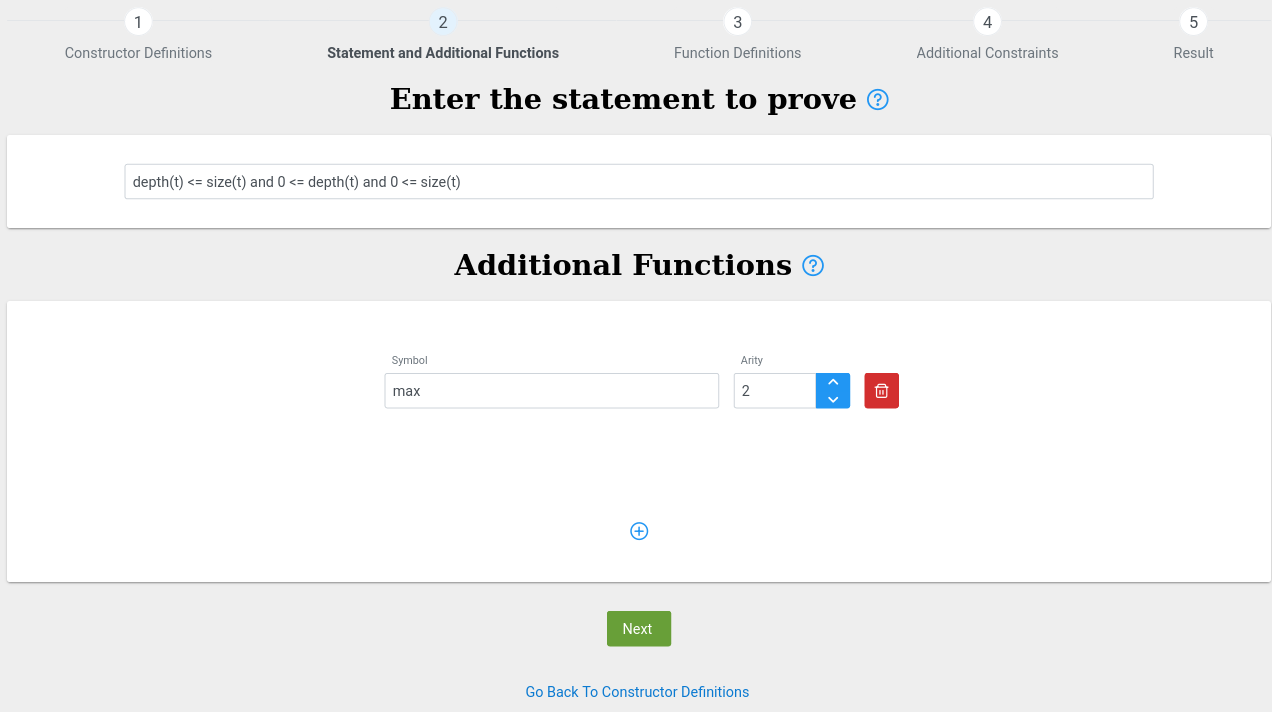 1 2 3 4 5
Constructor Definitions Statement and Additional Functions Function Definitions Additional Constraints Result
Enter the statement to prove ?
depth(t) <= size(t) and 0 <= depth(t) and 0 <= size(t)
Additional Functions ?
Symbol Arity
max 2
Next
Go Back To Constructor Definitions